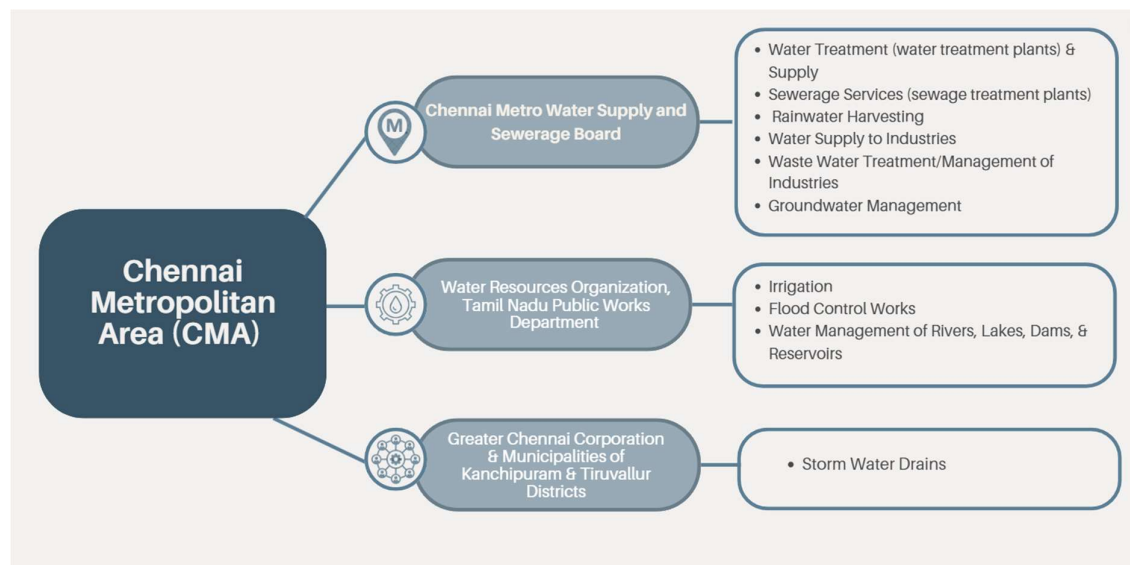 Chennai
Metropolitan
Area (CMA)
M
Chennai Metro Water Supply and
Sewerage Board
• Water Treatment (water treatment plants) &
Supply
• Sewerage Services (sewage treatment plants)
• Rainwater Harvesting
• Water Supply to Industries
• Waste Water Treatment/Management of
Industries
• Groundwater Management
Water Resources Organization,
Tamil Nadu Public Works
Department
• Irrigation
• Flood Control Works
• Water Management of Rivers, Lakes, Dams, &
Reservoirs
Greater Chennai Corporation
& Municipalities of
Kanchipuram & Tiruvallur
Districts
• Storm Water Drains